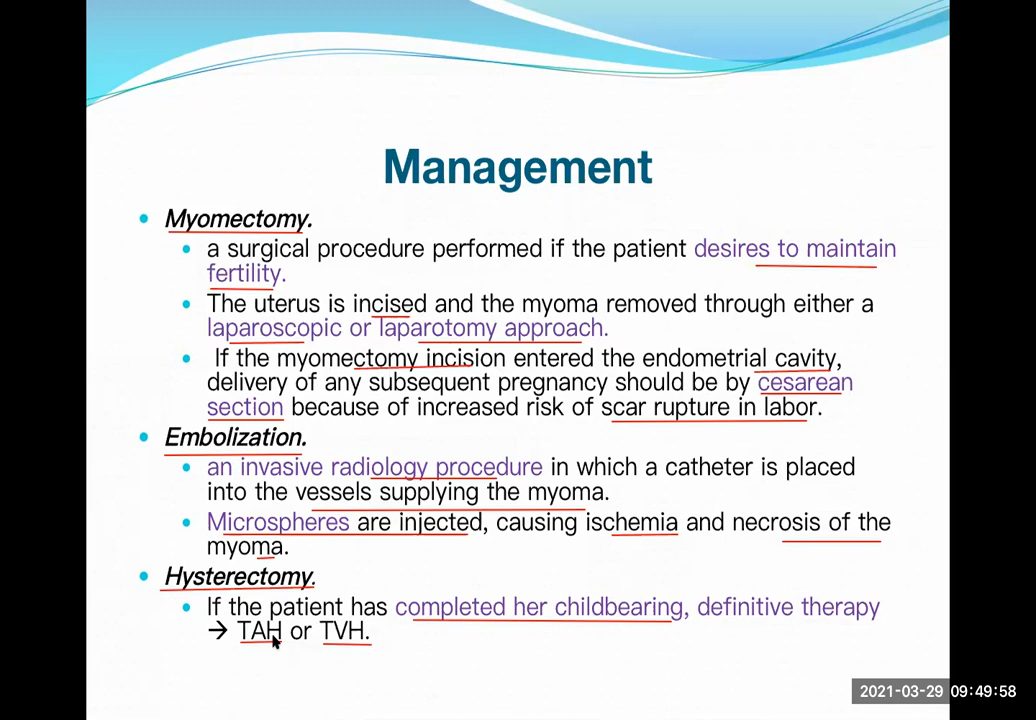 Management
• Myomectomy.
• a surgical procedure performed if the patient desires to maintain
fertility.
• The uterus is incised and the myoma removed through either a
laparoscopic or laparotomy approach.
• If the myomectomy incision entered the endometrial cavity,
delivery of any subsequent pregnancy should be by cesarean
section because of increased risk of scar rupture in labor.
• Embolization.
• an invasive radiology procedure in which a catheter is placed
into the vessels supplying the myoma.
• Microspheres are injected, causing ischemia and necrosis of the
myoma.
• Hysterectomy.
• If the patient has completed her childbearing, definitive therapy
→ TAH or TVH.
2021-03-29 09:49:58